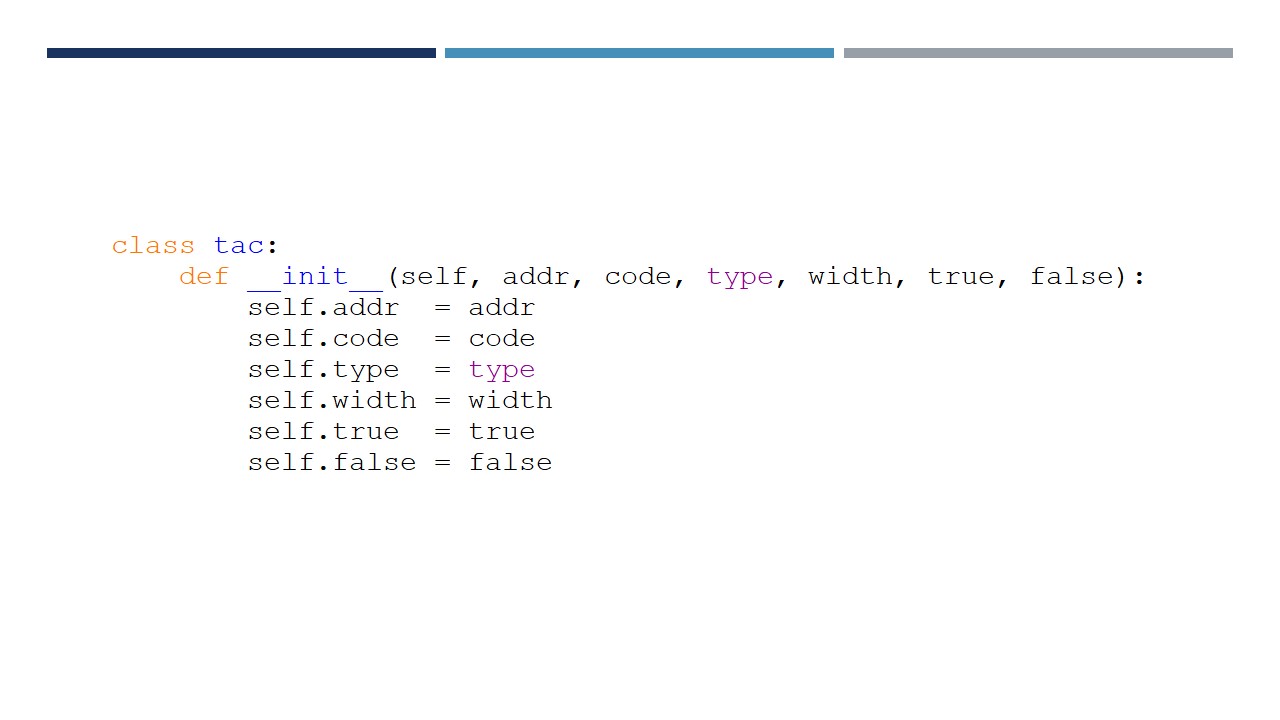 class tac:
    def __init__(self, addr, code, type, width, true, false):
        self.addr  = addr
        self.code  = code
        self.type  = type
        self.width = width
        self.true  = true
        self.false = false